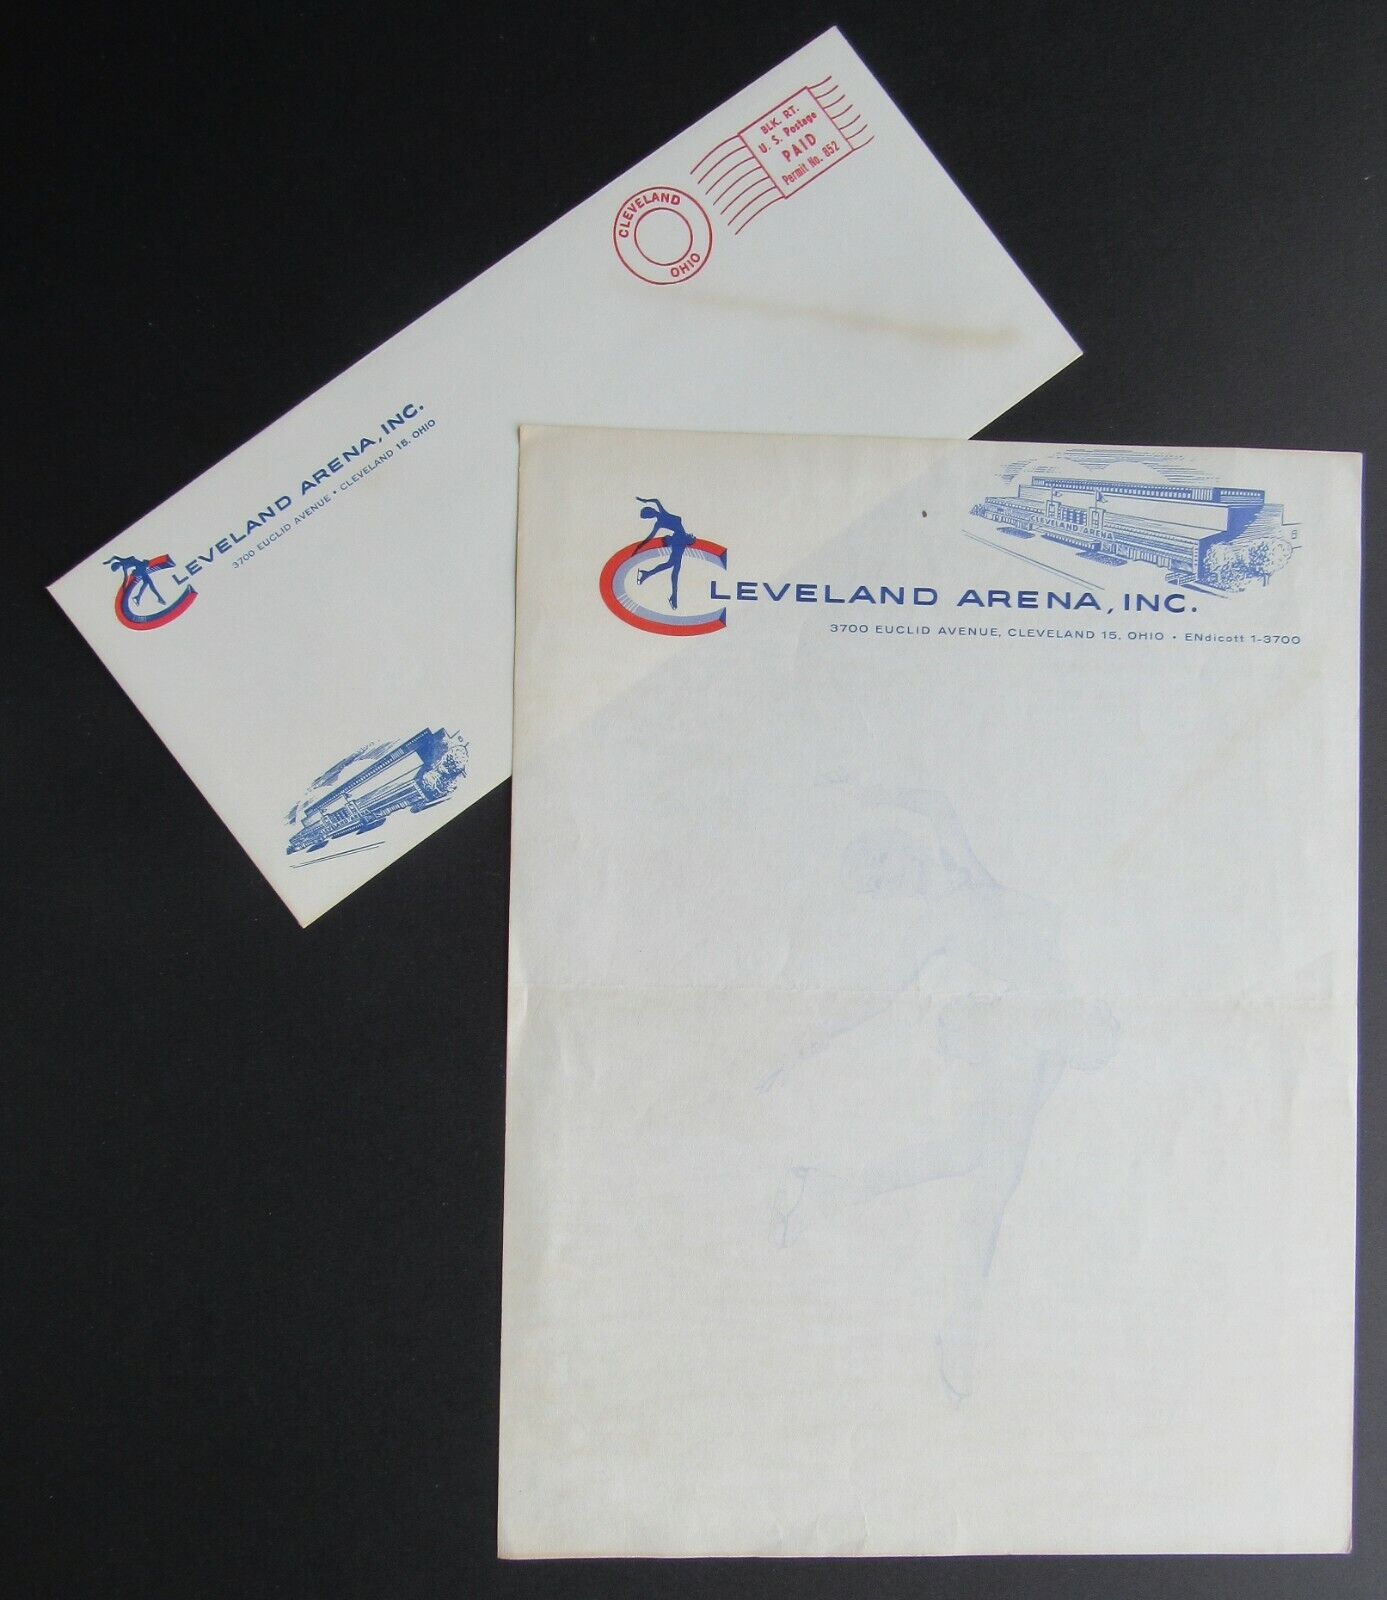 BLK. RT.
U. S. Postage
PAID
Permit No. 852
CLEVELAND
OHIO
CLEVELAND ARENA, INC.
3700 EUCLID AVENUE • CLEVELAND 15, OHIO
CLEVELAND ARENA
CLEVELAND ARENA, INC.
3700 EUCLID AVENUE, CLEVELAND 15, OHIO • ENdicott 1-3700